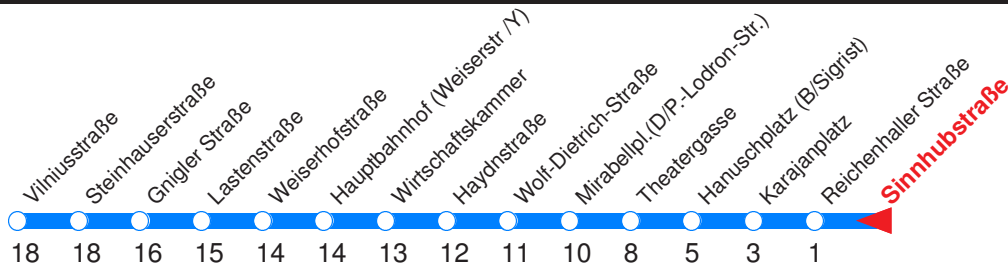 Viliniusstraße
Steinhauserstraße
Gnigler Straße
Lastenstraße
Weiserhofstraße
Hauptbahnhof (Weiserstr /Y)
Wirtschaftskammer
Haydnstraße
Wolf-Dietrich-Straße
Mirabellpl.(D/P.-Lodron-Str.)
Theatergasse
Hanuschplatz (B/Sigrist)
Karajanplatz
Reichenhaller Straße
Sinnhubstraße
18 18 16 15 14 14 13 12 11 10 8 5 3 1